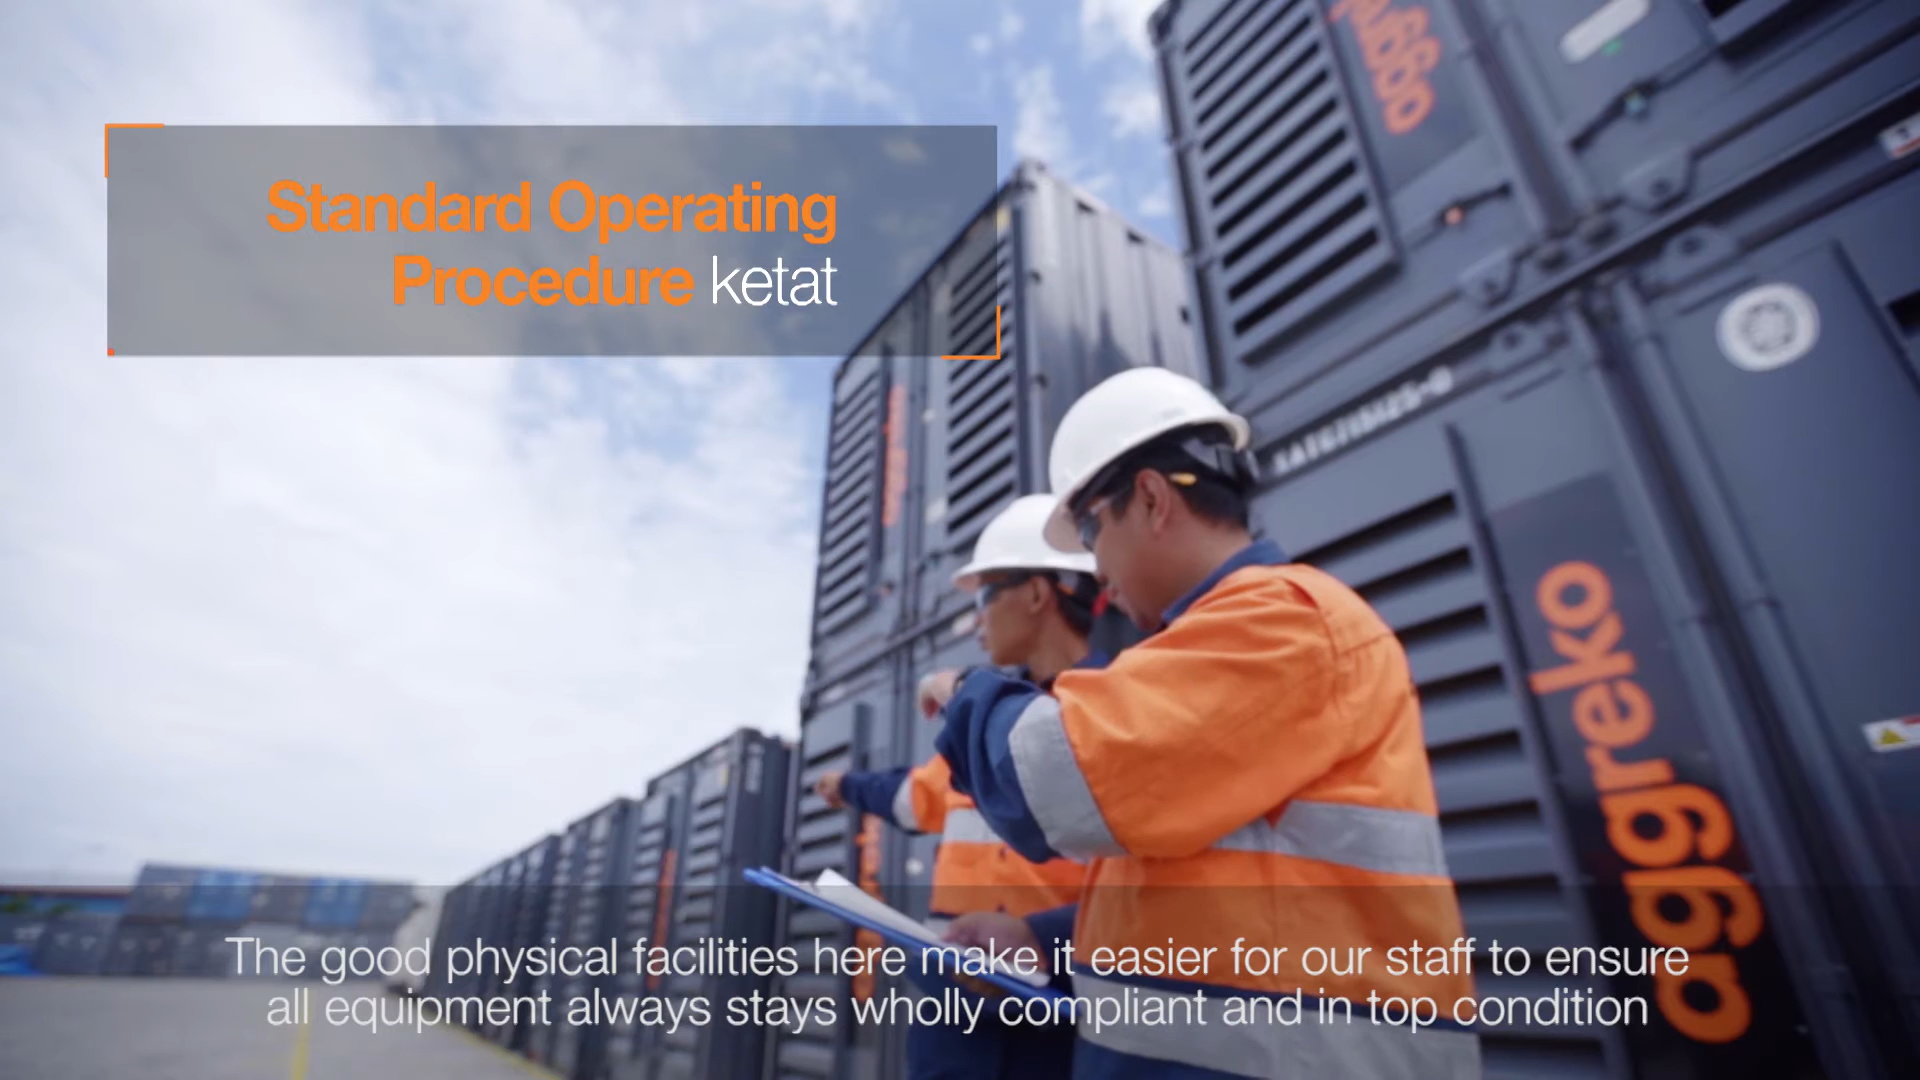 Standard Operating
Procedure ketat
aggreko
aggreko
aggreko
The good physical facilities here make it easier for our staff to ensure
all equipment always stays wholly compliant and in top condition